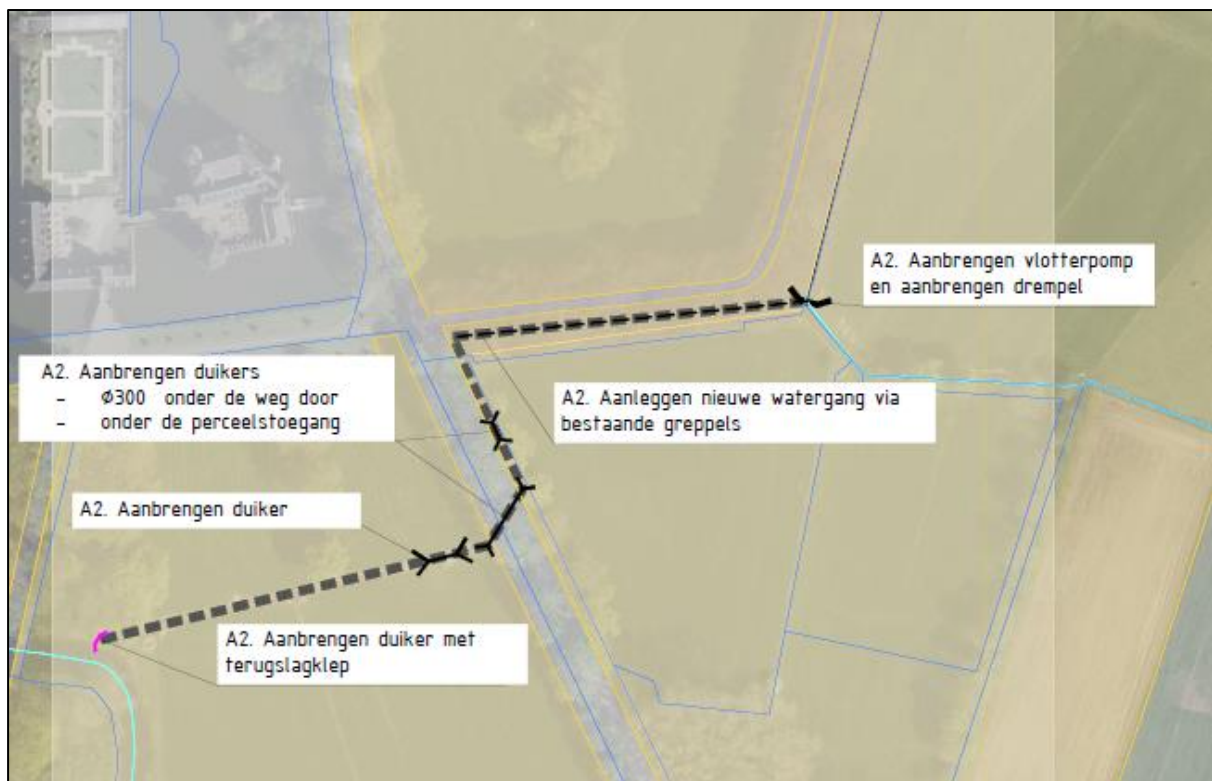 A2. Aanbrengen vlotterpomp
en aanbrengen drempel
A2. Aanbrengen duikers
- Ø300 onder de weg door
- onder de perceelstoegang
A2. Aanleggen nieuwe watergang via
bestaande greppels
A2. Aanbrengen duiker
A2. Aanbrengen duiker met
terugslagklep